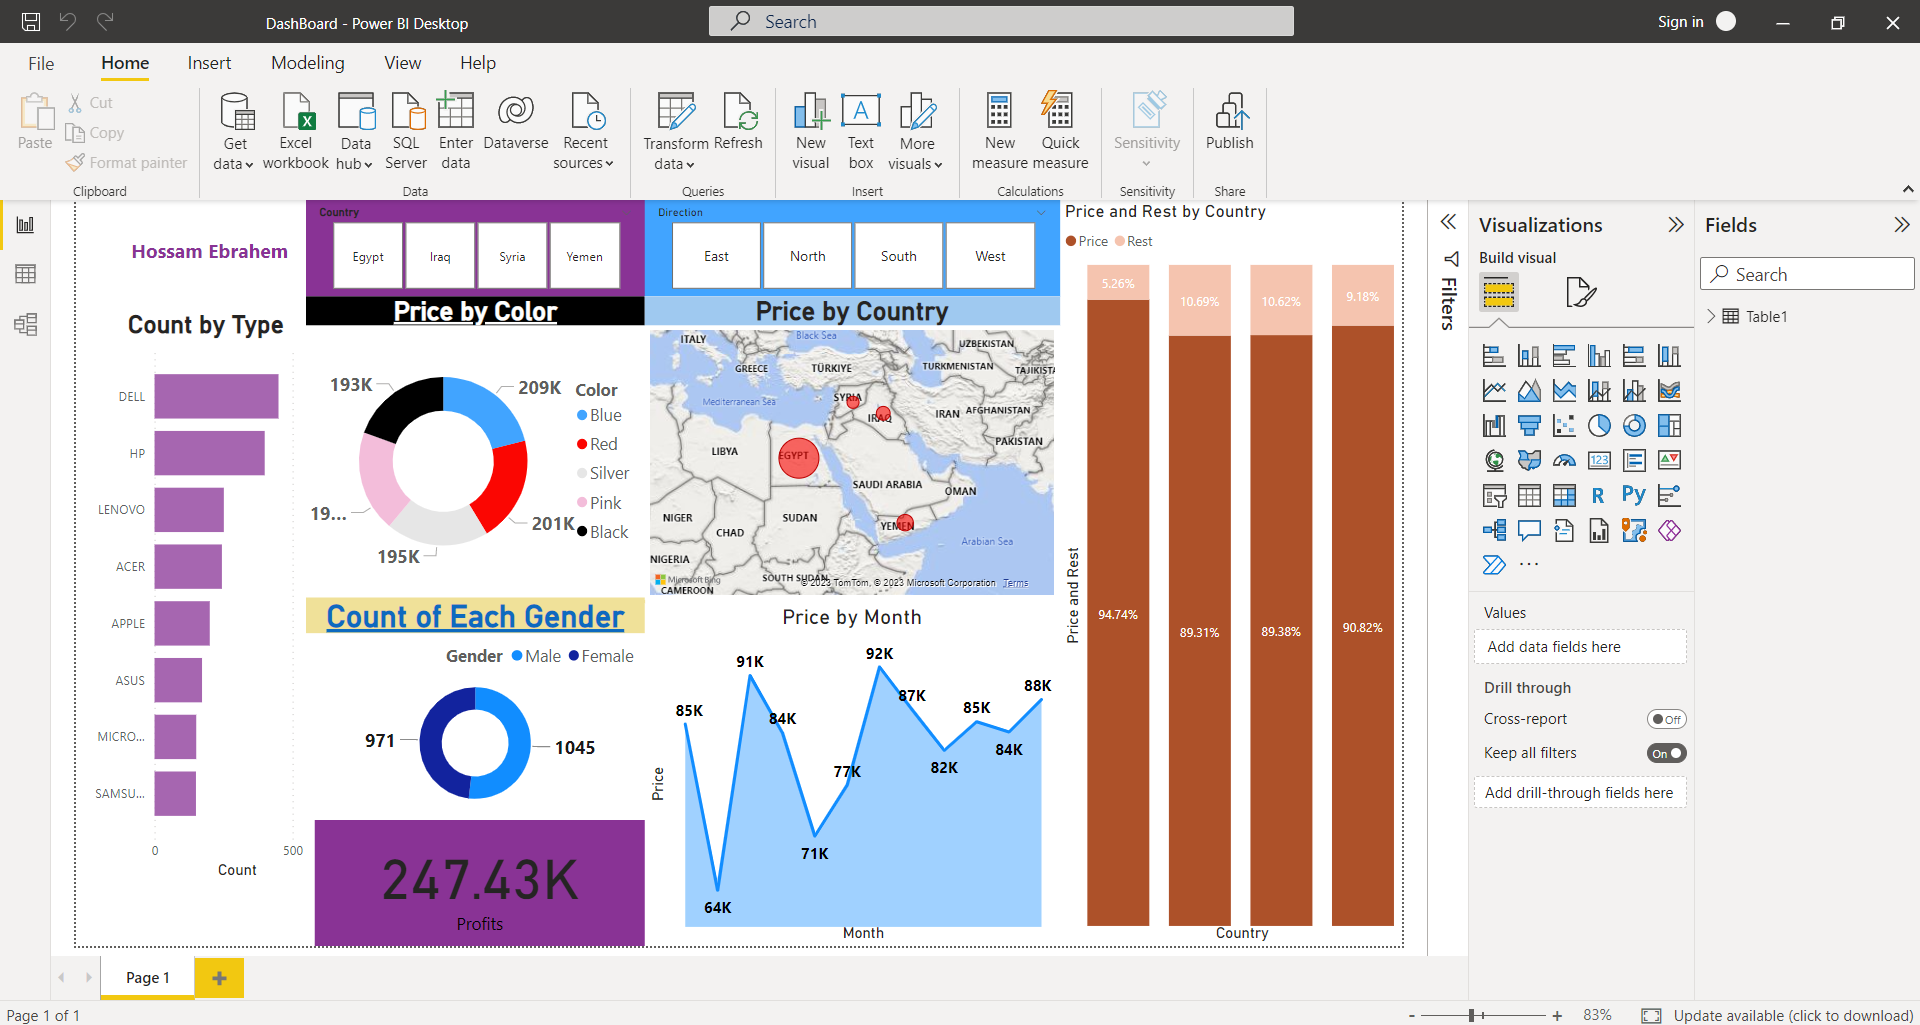 DashBoard - Power BI Desktop
Search
Sign in
File
Home
Insert
Modeling
View
Help
Paste
Cut
Copy
Format painter
Clipboard
Get data
Excel workbook
Data hub
SQL Server
Enter data
Dataverse
Recent sources
Data
Transform data
Refresh
Queries
New visual
Text box
More visuals
Insert
New measure
Quick measure
Calculations
Sensitivity
Sensitivity
Publish
Share
Hossam Ebrahem
Count by Type
DELL
HP
LENOVO
ACER
APPLE
ASUS
MICRO...
SAMSU...
0
500
Count
Country
Egypt
Iraq
Syria
Yemen
Price by Color
193K
209K
19...
201K
195K
Color
Blue
Red
Silver
Pink
Black
Count of Each Gender
Gender
Male
Female
971
1045
247.43K
Profits
Direction
East
North
South
West
Price by Country
ITALY
Black Sea
UZBEKISTAN
GREECE
TÜRKIYE
TURKMENISTAN
TAJIKISTA
Mediterranean Sea
SYRIA
IRAQ
IRAN
AFGHANISTAN
PAKISTAN
LIBYA
EGYPT
SAUDI ARABIA
OMAN
NIGER
CHAD
SUDAN
YEMEN
Arabian Sea
NIGERIA
SOUTH SUDAN
CAMEROON
Microsoft Bing
© 2023 TomTom, © 2023 Microsoft Corporation
Terms
Price by Month
Price
85K
64K
91K
84K
71K
77K
92K
87K
82K
85K
84K
88K
Month
Price and Rest by Country
Price
Rest
Price and Rest
5.26%
10.69%
10.62%
9.18%
94.74%
89.31%
89.38%
90.82%
Country
Filters
Visualizations
Build visual
123
R
Py
Values
Add data fields here
Drill through
Cross-report
Off
Keep all filters
On
Add drill-through fields here
Fields
Search
Table1
Page 1
Page 1 of 1
83%
Update available (click to download)